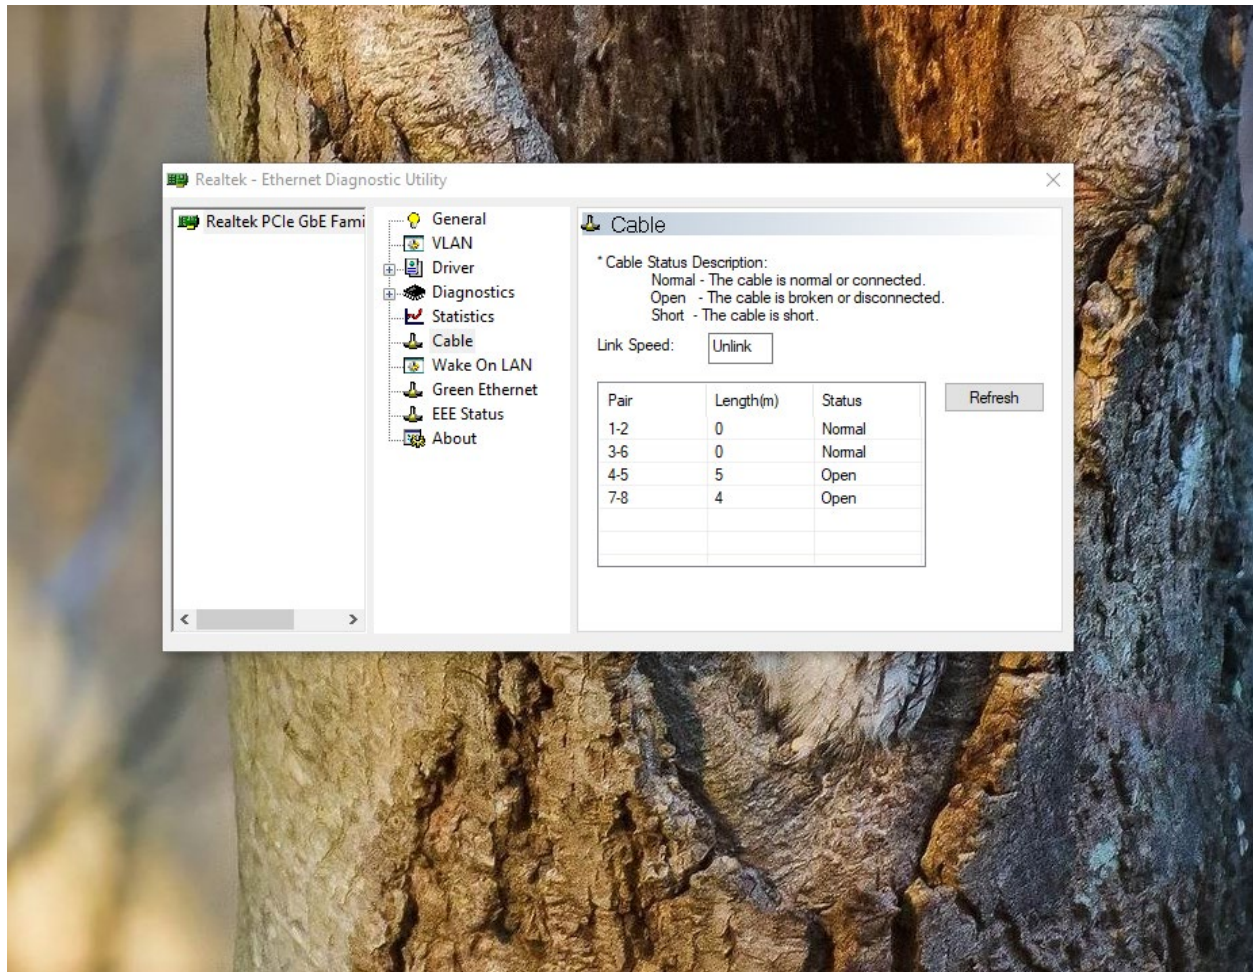 Realtek - Ethernet Diagnostic Utility
Realtek PCIe GbE Fami
General
VLAN
Driver
Diagnostics
Statistics
Cable
Wake On LAN
Green Ethernet
EEE Status
About
Cable
* Cable Status Description:
Normal - The cable is normal or connected.
Open - The cable is broken or disconnected.
Short - The cable is short.
Link Speed: Unlink
Pair Length(m) Status
1-2 0 Normal
3-6 0 Normal
4-5 5 Open
7-8 4 Open
Refresh